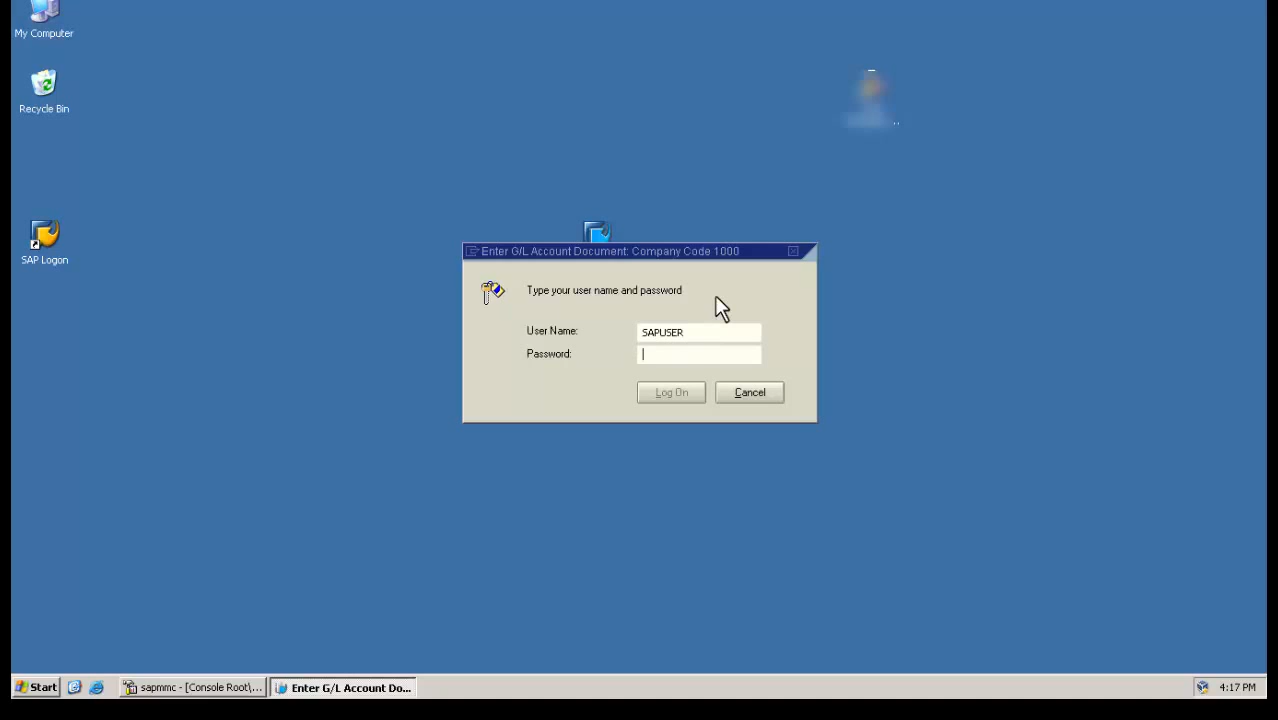 My Computer
Recycle Bin
SAP Logon
Enter G/L Account Document: Company Code 1000
Type your user name and password
User Name:
SAPUSER
Password:
Log On
Cancel
Start
sapmmc - [Console Root\...
Enter G/L Account Do...
4:17 PM